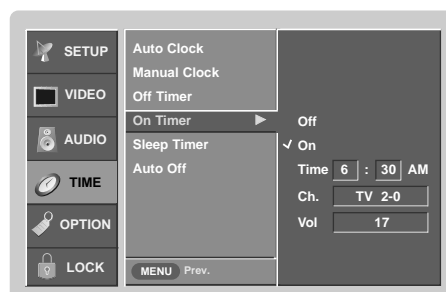 SETUP
VIDEO
AUDIO
TIME
OPTION
LOCK
Auto Clock
Manual Clock
Off Timer
On Timer ►
Sleep Timer
Auto Off
MENU Prev.
Off
✓ On
Time 6 : 30 AM
Ch. TV 2-0
Vol 17